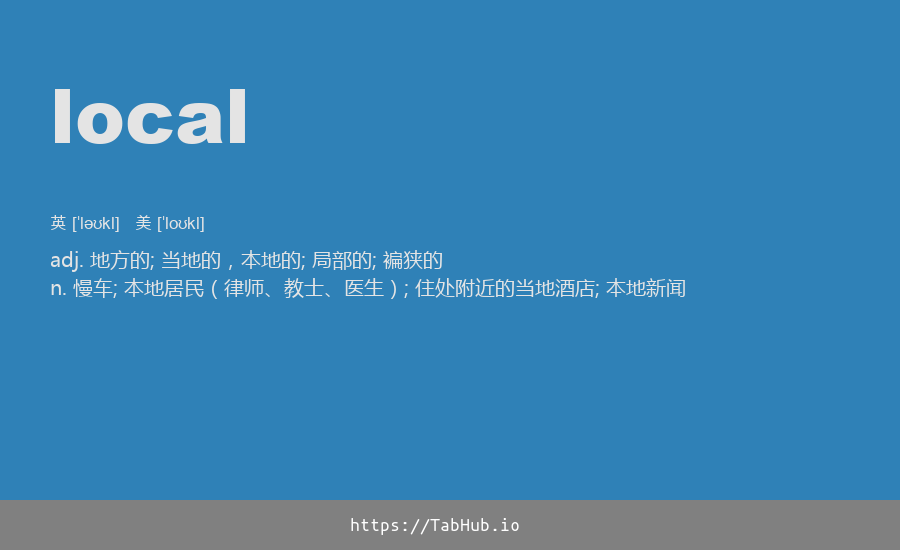 local
英 [ˈləʊkl] 美 [ˈloʊkl]
adj. 地方的; 当地的，本地的; 局部的; 褊狭的
n. 慢车; 本地居民（律师、教士、医生）; 住处附近的当地酒店; 本地新闻
https://TabHub.io